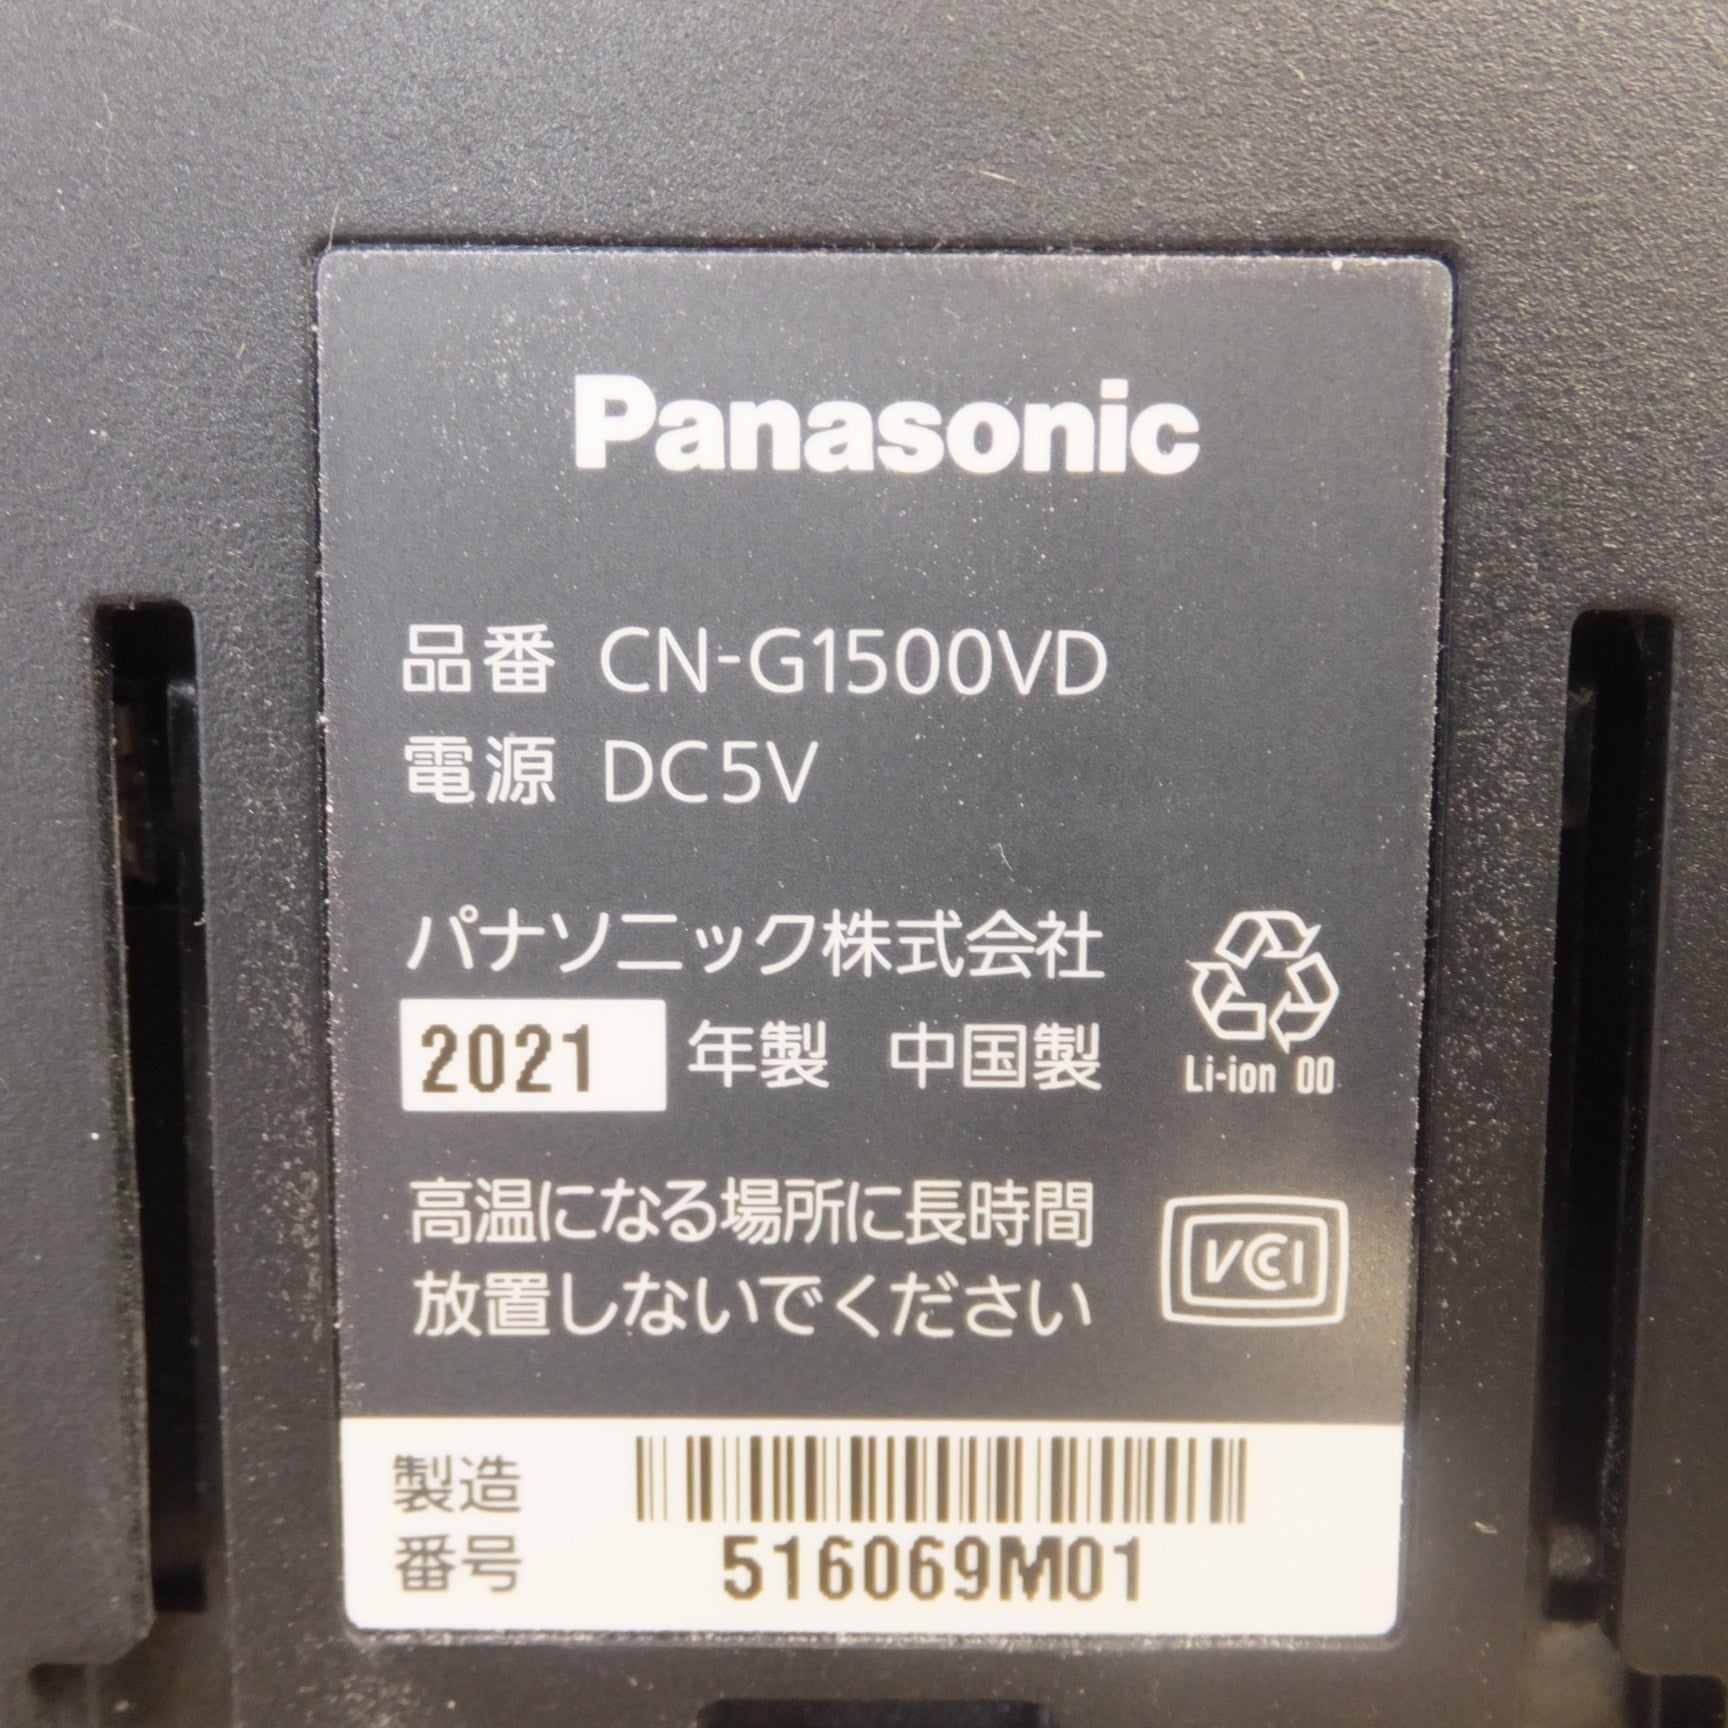 Panasonic
品番 CN-G1500VD
電源 DC5V
パナソニック株式会社
2021 年製 中国製
Li-ion 00
高温になる場所に長時間
放置しないでください
VCCI
製造
番号
516069M01